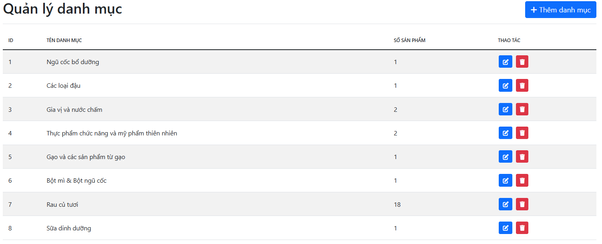 Quản lý danh mục
+ Thêm danh mục
ID TÊN DANH MỤC SỐ SẢN PHẨM THAO TÁC
1 Ngũ cốc bổ dưỡng 1
2 Các loại đậu 1
3 Gia vị và nước chấm 2
4 Thực phẩm chức năng và mỹ phẩm thiên nhiên 2
5 Gạo và các sản phẩm từ gạo 1
6 Bột mì & Bột ngũ cốc 1
7 Rau củ tươi 18
8 Sữa dinh dưỡng 1